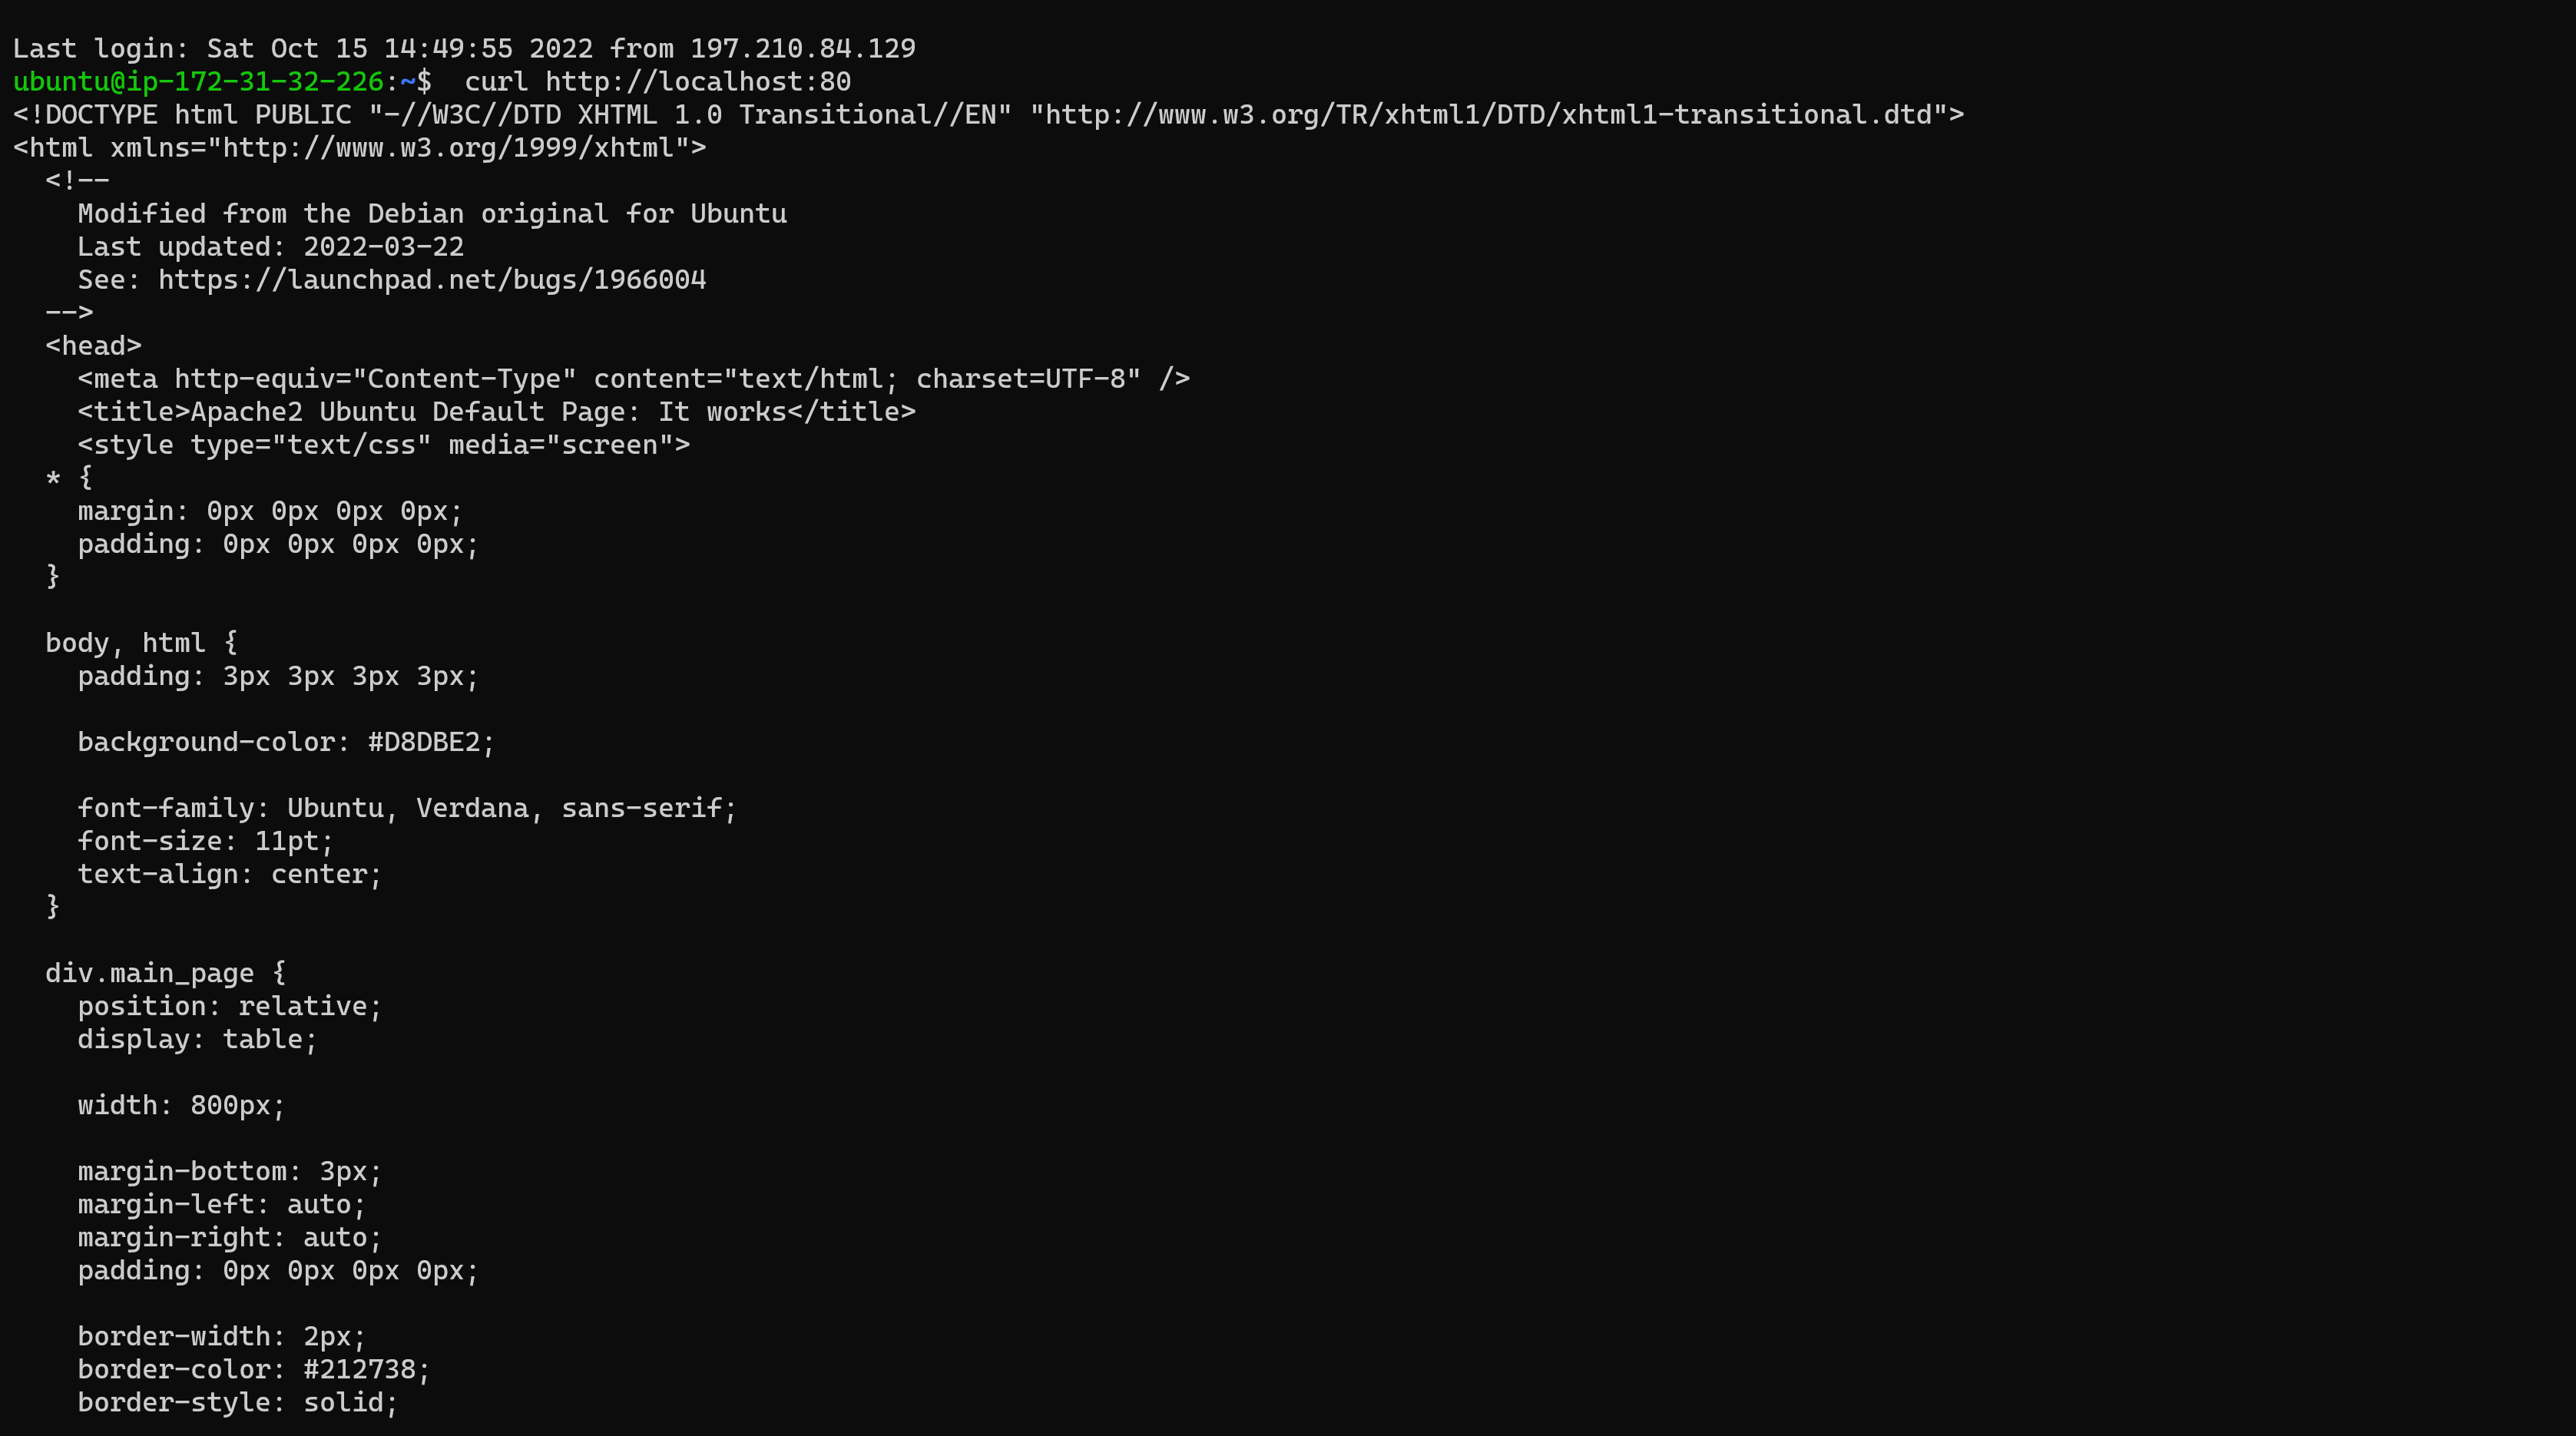 Last login: Sat Oct 15 14:49:55 2022 from 197.210.84.129
ubuntu@ip-172-31-32-226:~$  curl http://localhost:80
<!DOCTYPE html PUBLIC "-//W3C//DTD XHTML 1.0 Transitional//EN" "http://www.w3.org/TR/xhtml1/DTD/xhtml1-transitional.dtd">
<html xmlns="http://www.w3.org/1999/xhtml">
  <!--
    Modified from the Debian original for Ubuntu
    Last updated: 2022-03-22
    See: https://launchpad.net/bugs/1966004
  -->
  <head>
    <meta http-equiv="Content-Type" content="text/html; charset=UTF-8" />
    <title>Apache2 Ubuntu Default Page: It works</title>
    <style type="text/css" media="screen">
  * {
    margin: 0px 0px 0px 0px;
    padding: 0px 0px 0px 0px;
  }

  body, html {
    padding: 3px 3px 3px 3px;

    background-color: #D8DBE2;

    font-family: Ubuntu, Verdana, sans-serif;
    font-size: 11pt;
    text-align: center;
  }

  div.main_page {
    position: relative;
    display: table;

    width: 800px;

    margin-bottom: 3px;
    margin-left: auto;
    margin-right: auto;
    padding: 0px 0px 0px 0px;

    border-width: 2px;
    border-color: #212738;
    border-style: solid;